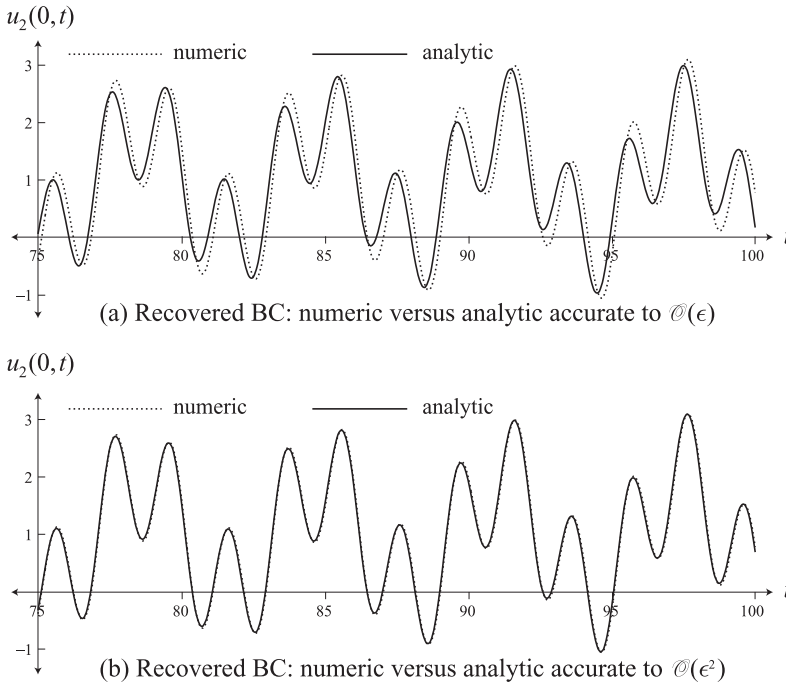 u₂(0,t)
numeric analytic
3
2
1
75 80 85 90 95 100
−1
(a) Recovered BC: numeric versus analytic accurate to 𝒪(ϵ)
u₂(0,t)
numeric analytic
3
2
1
75 80 85 90 95 100
−1
(b) Recovered BC: numeric versus analytic accurate to 𝒪(ϵ²)